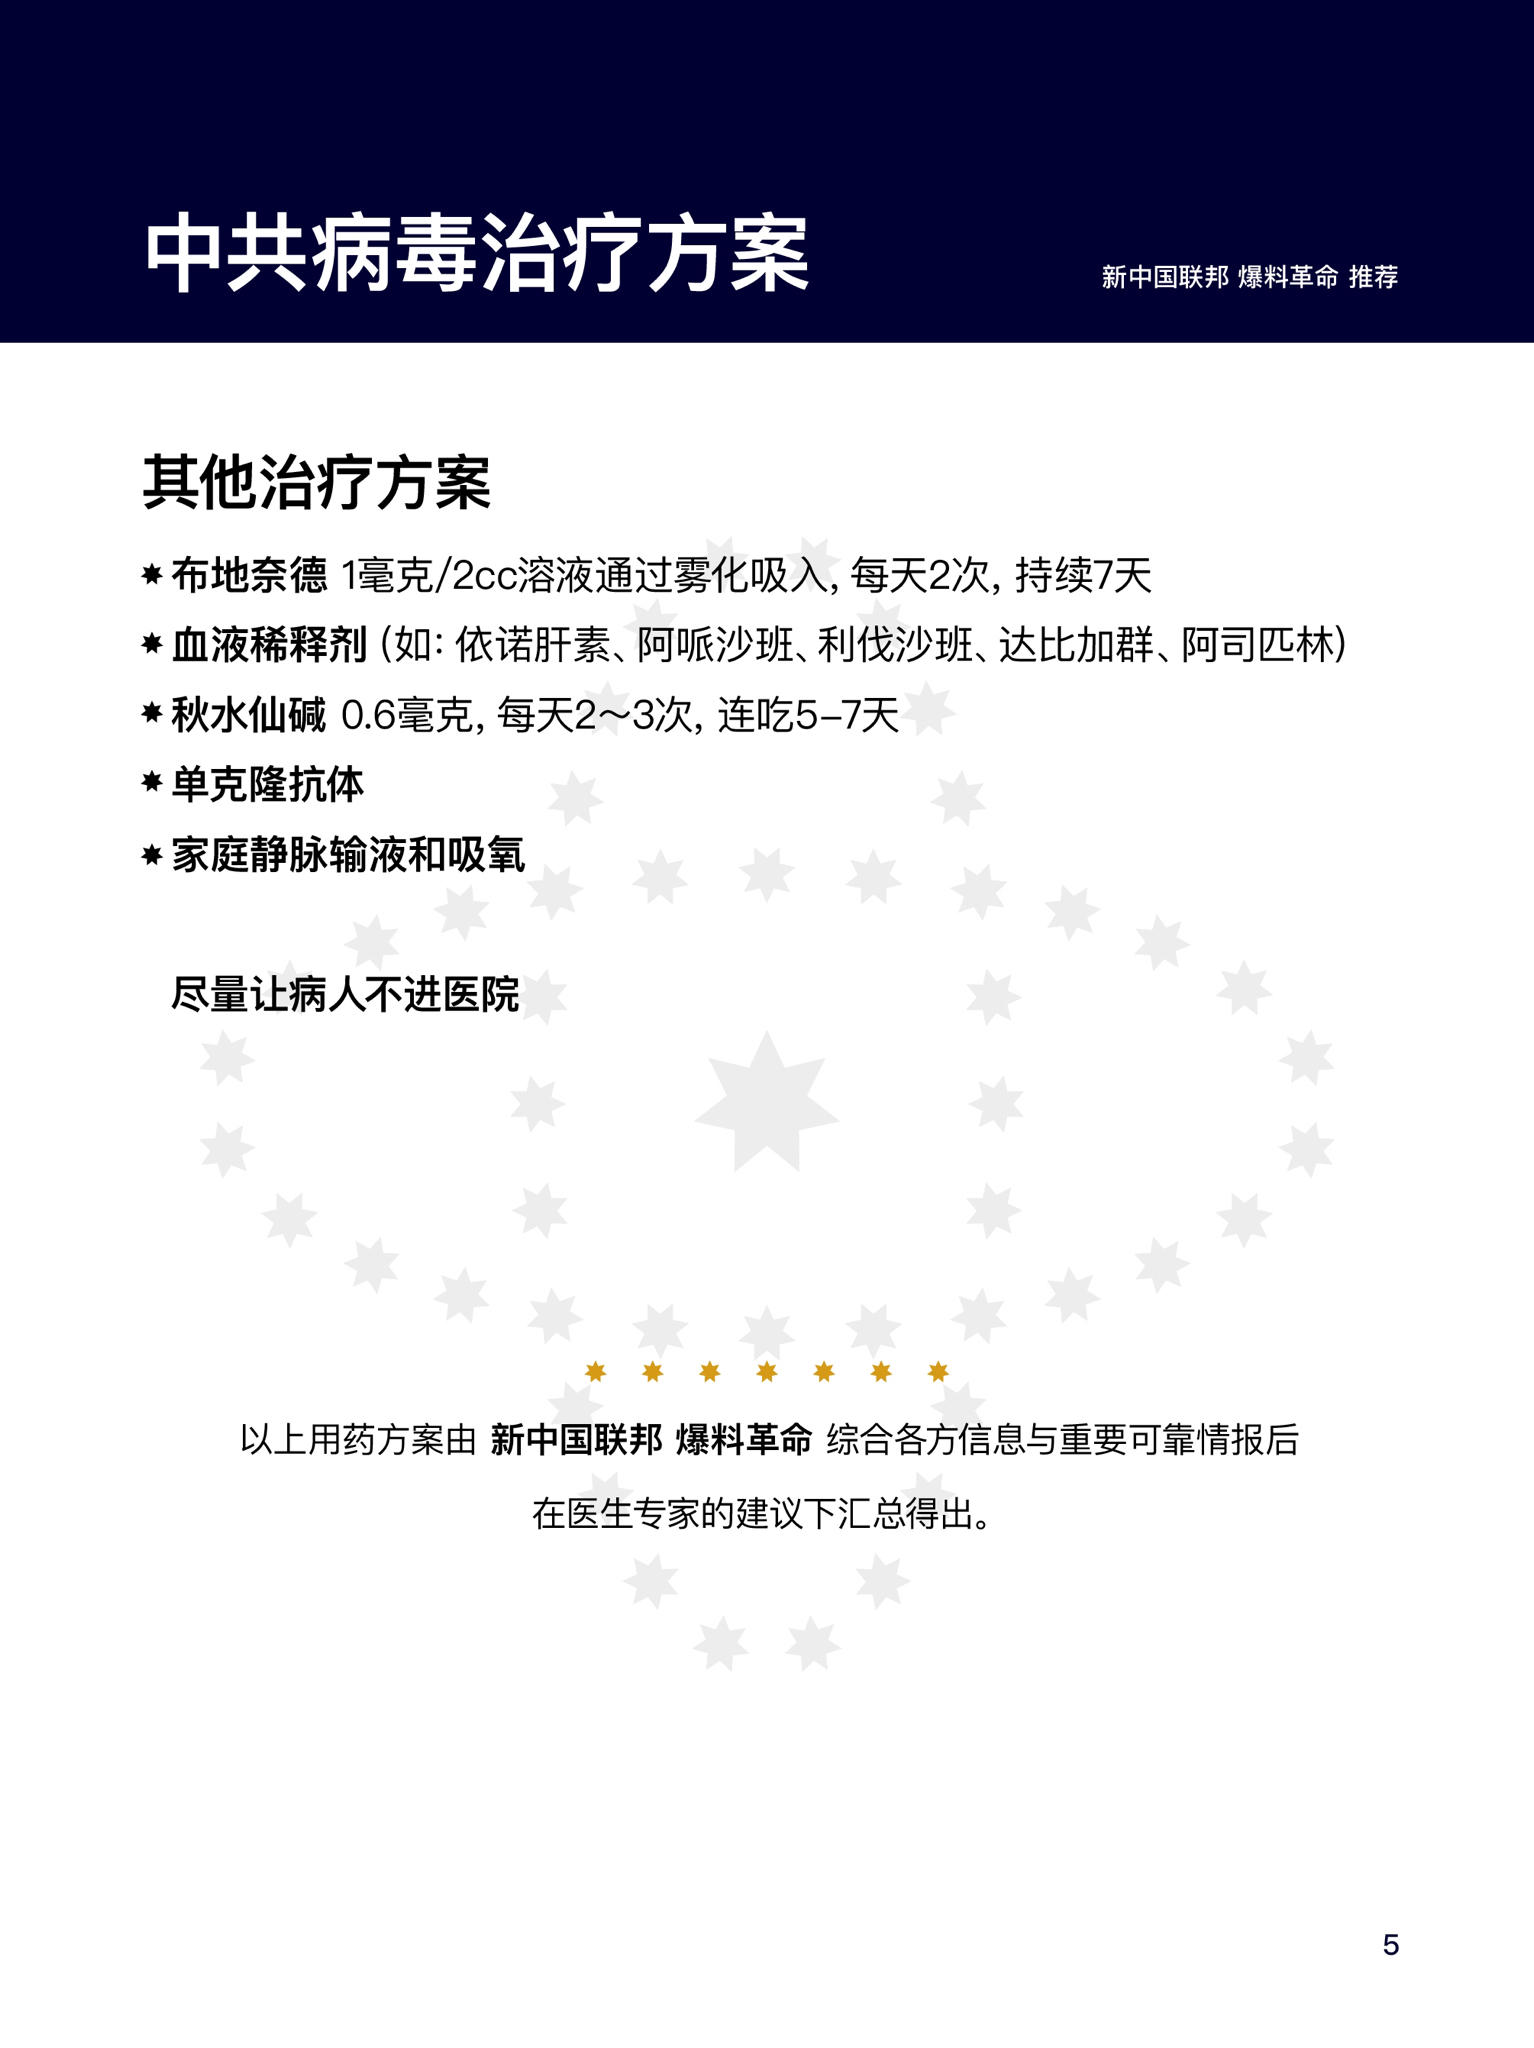 中共病毒治疗方案
新中国联邦 爆料革命 推荐
其他治疗方案
布地奈德 1毫克/2cc溶液通过雾化吸入, 每天2次, 持续7天
血液稀释剂 (如: 依诺肝素、阿哌沙班、利伐沙班、达比加群、阿司匹林)
秋水仙碱 0.6毫克, 每天2~3次, 连吃5-7天
单克隆抗体
家庭静脉输液和吸氧
尽量让病人不进医院
以上用药方案由 新中国联邦 爆料革命 综合各方信息与重要可靠情报后
在医生专家的建议下汇总得出。
5